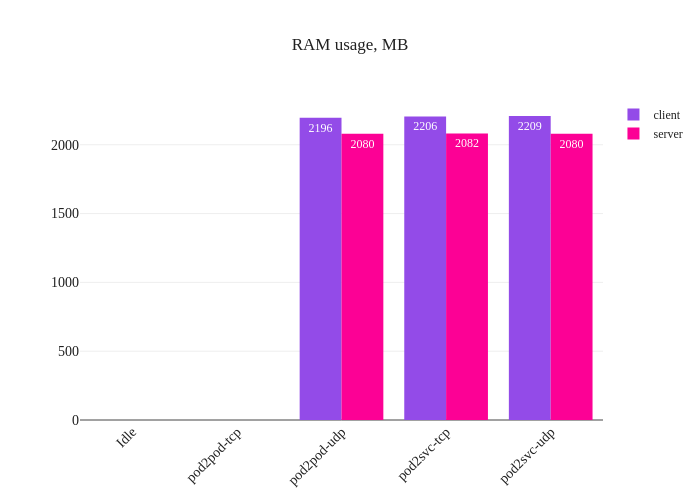 RAM usage, MB
client
server
2196
2080
2206
2082
2209
2080
2000
1500
1000
500
0
Idle
pod2pod-tcp
pod2pod-udp
pod2svc-tcp
pod2svc-udp